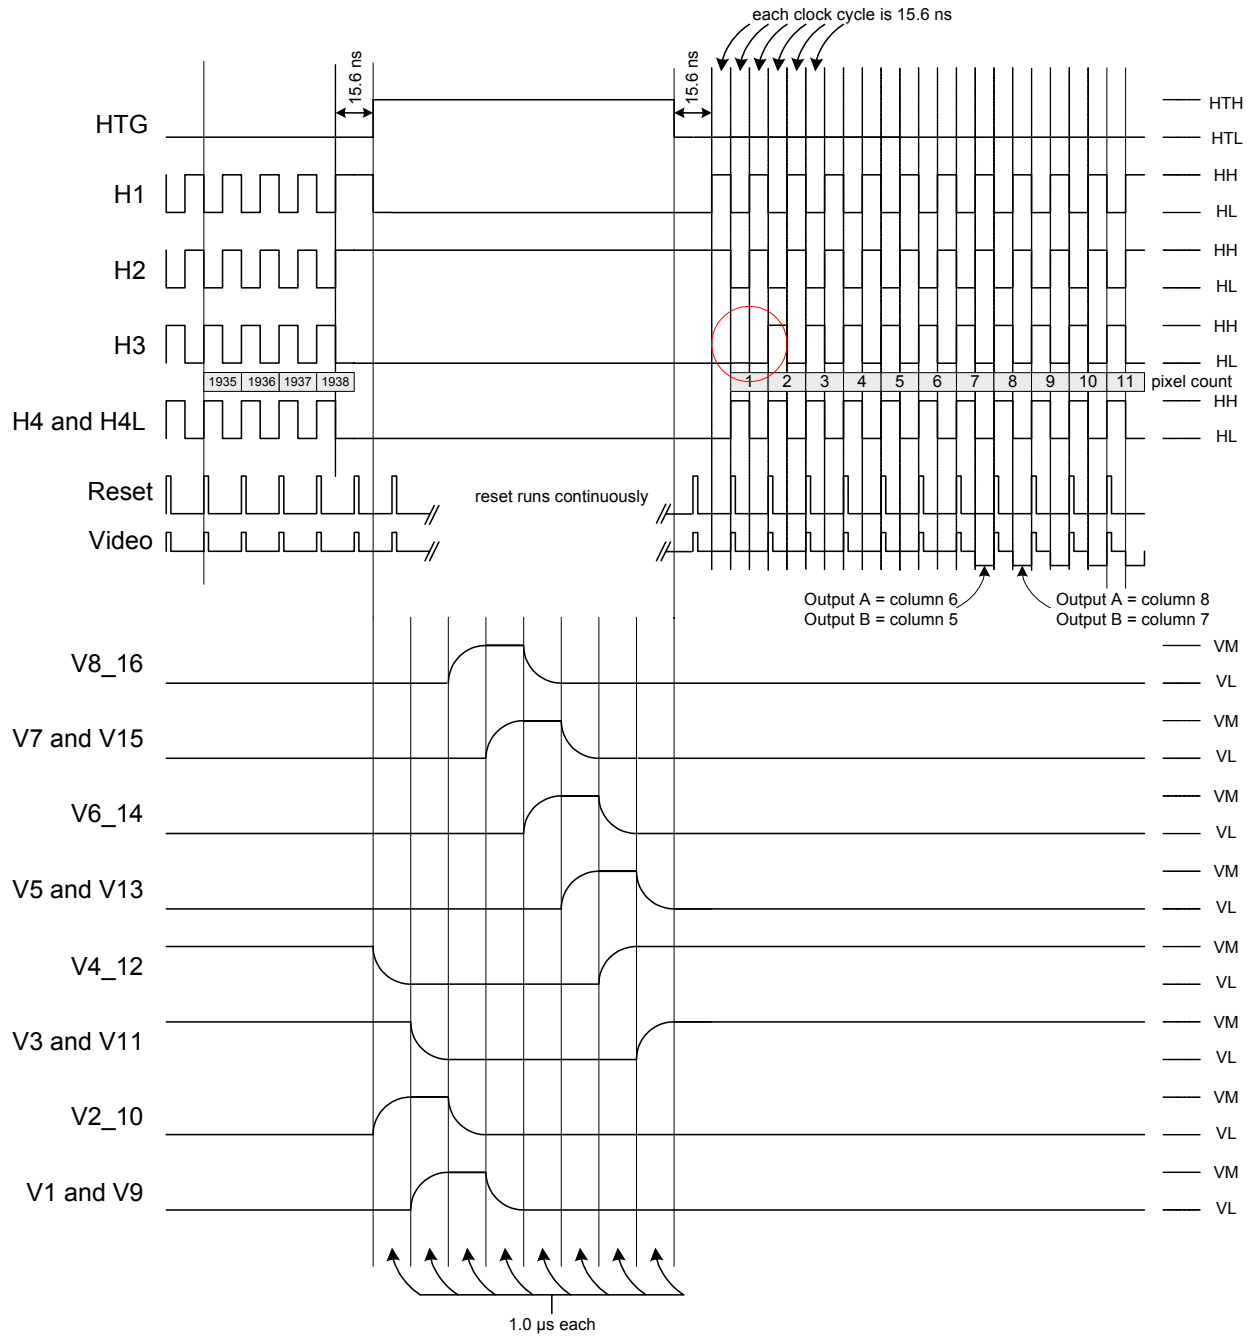 each clock cycle is 15.6 ns
15.6 ns
15.6 ns
HTG
HTH
HTL
H1
HH
HL
H2
HH
HL
H3
HH
HL
1935 1936 1937 1938
1 2 3 4 5 6 7 8 9 10 11 pixel count
H4 and H4L
HH
HL
Reset
reset runs continuously
Video
Output A = column 6
Output B = column 5
Output A = column 8
Output B = column 7
V8_16
VM
VL
V7 and V15
VM
VL
V6_14
VM
VL
V5 and V13
VM
VL
V4_12
VM
VL
V3 and V11
VM
VL
V2_10
VM
VL
V1 and V9
VM
VL
1.0 µs each